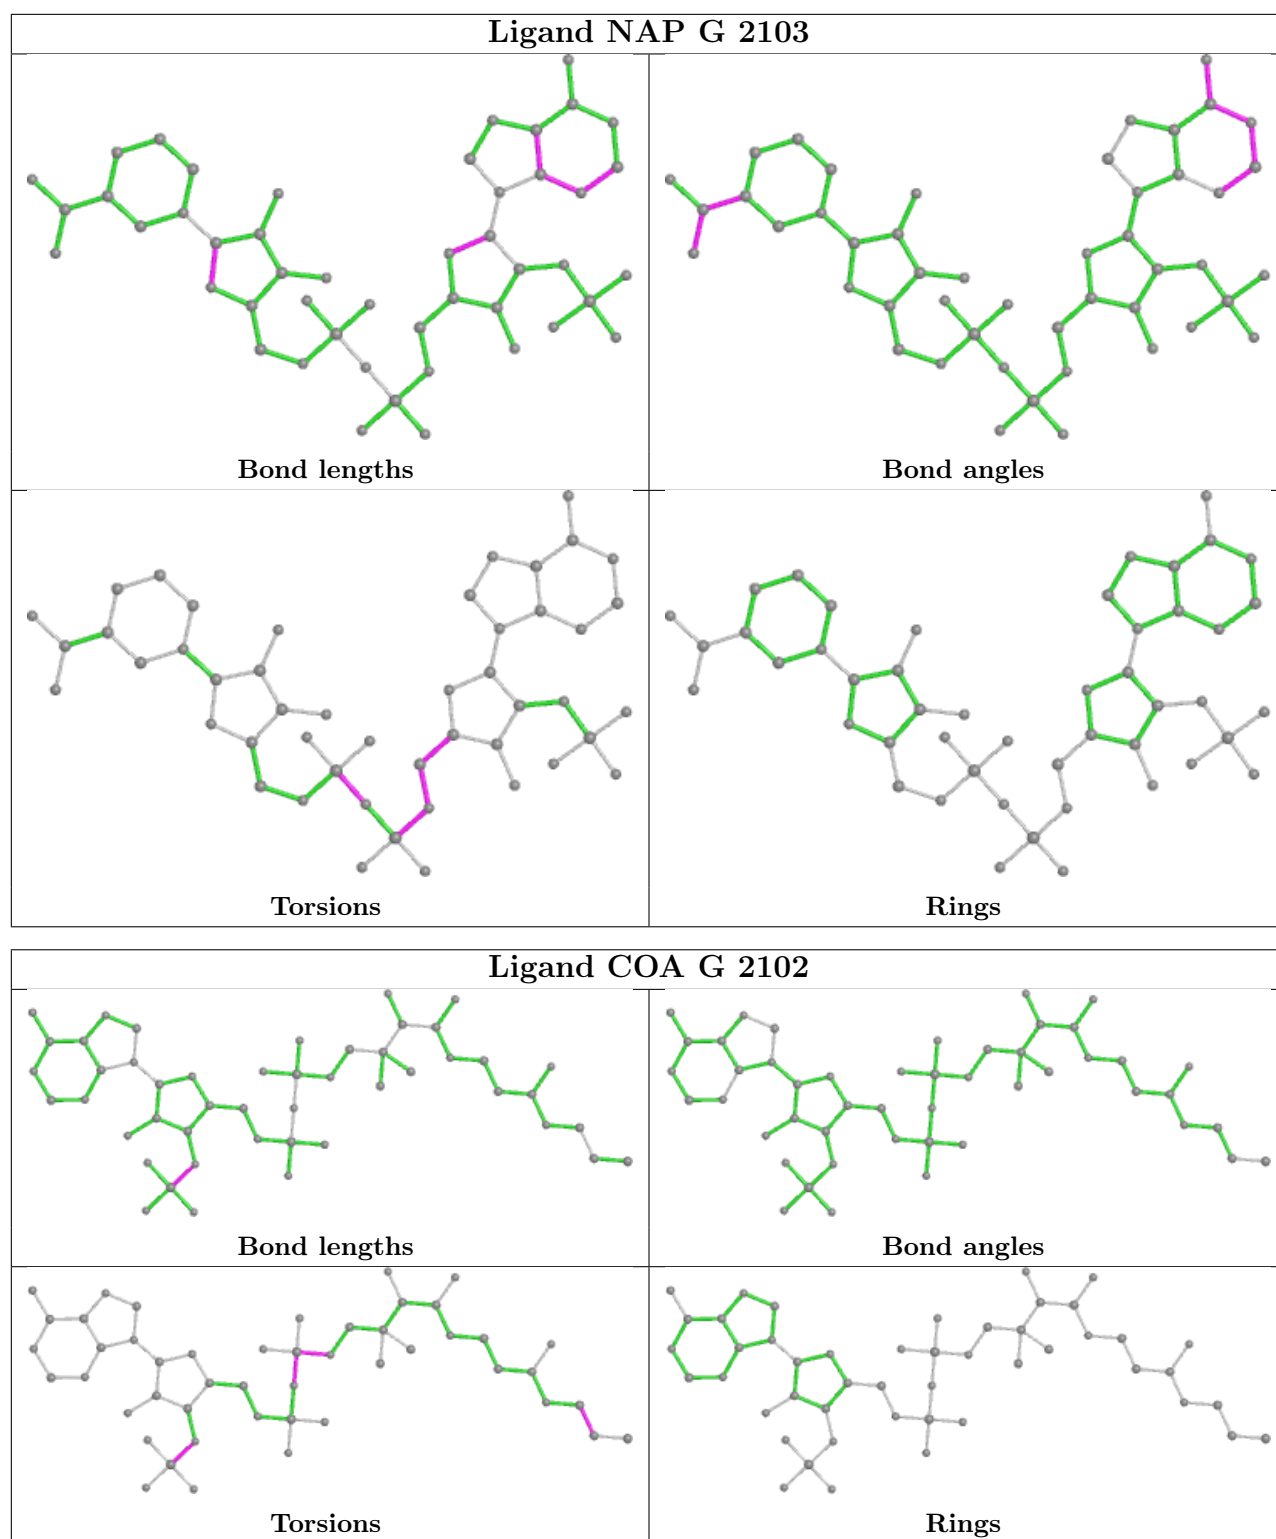 Ligand NAP G 2103
Bond lengths
Bond angles
Torsions
Rings
Ligand COA G 2102
Bond lengths
Bond angles
Torsions
Rings